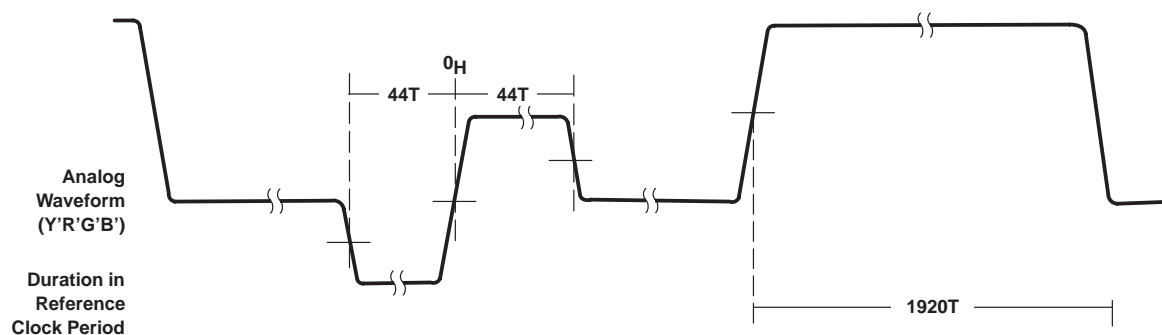 0H
44T 44T
Analog
Waveform
(Y'R'G'B')
Duration in
Reference
Clock Period
1920T